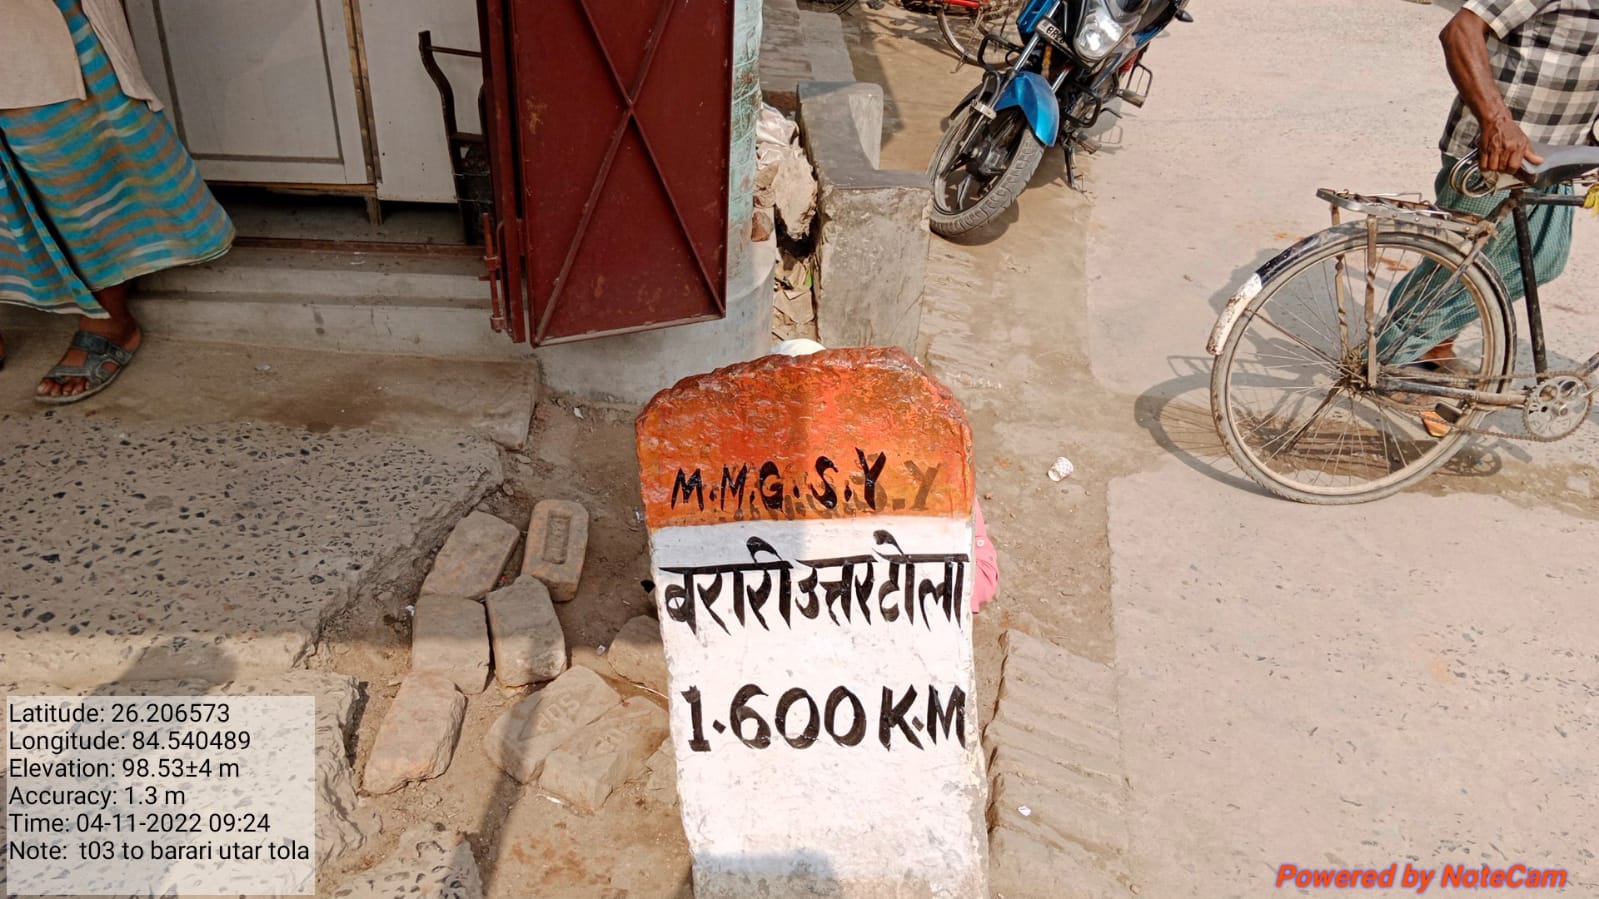 M.M.G.S.Y
बरारी उत्तर टोला
1.600 K.M
Latitude: 26.206573
Longitude: 84.540489
Elevation: 98.53±4 m
Accuracy: 1.3 m
Time: 04-11-2022 09:24
Note: t03 to barari utar tola
Powered by NoteCam